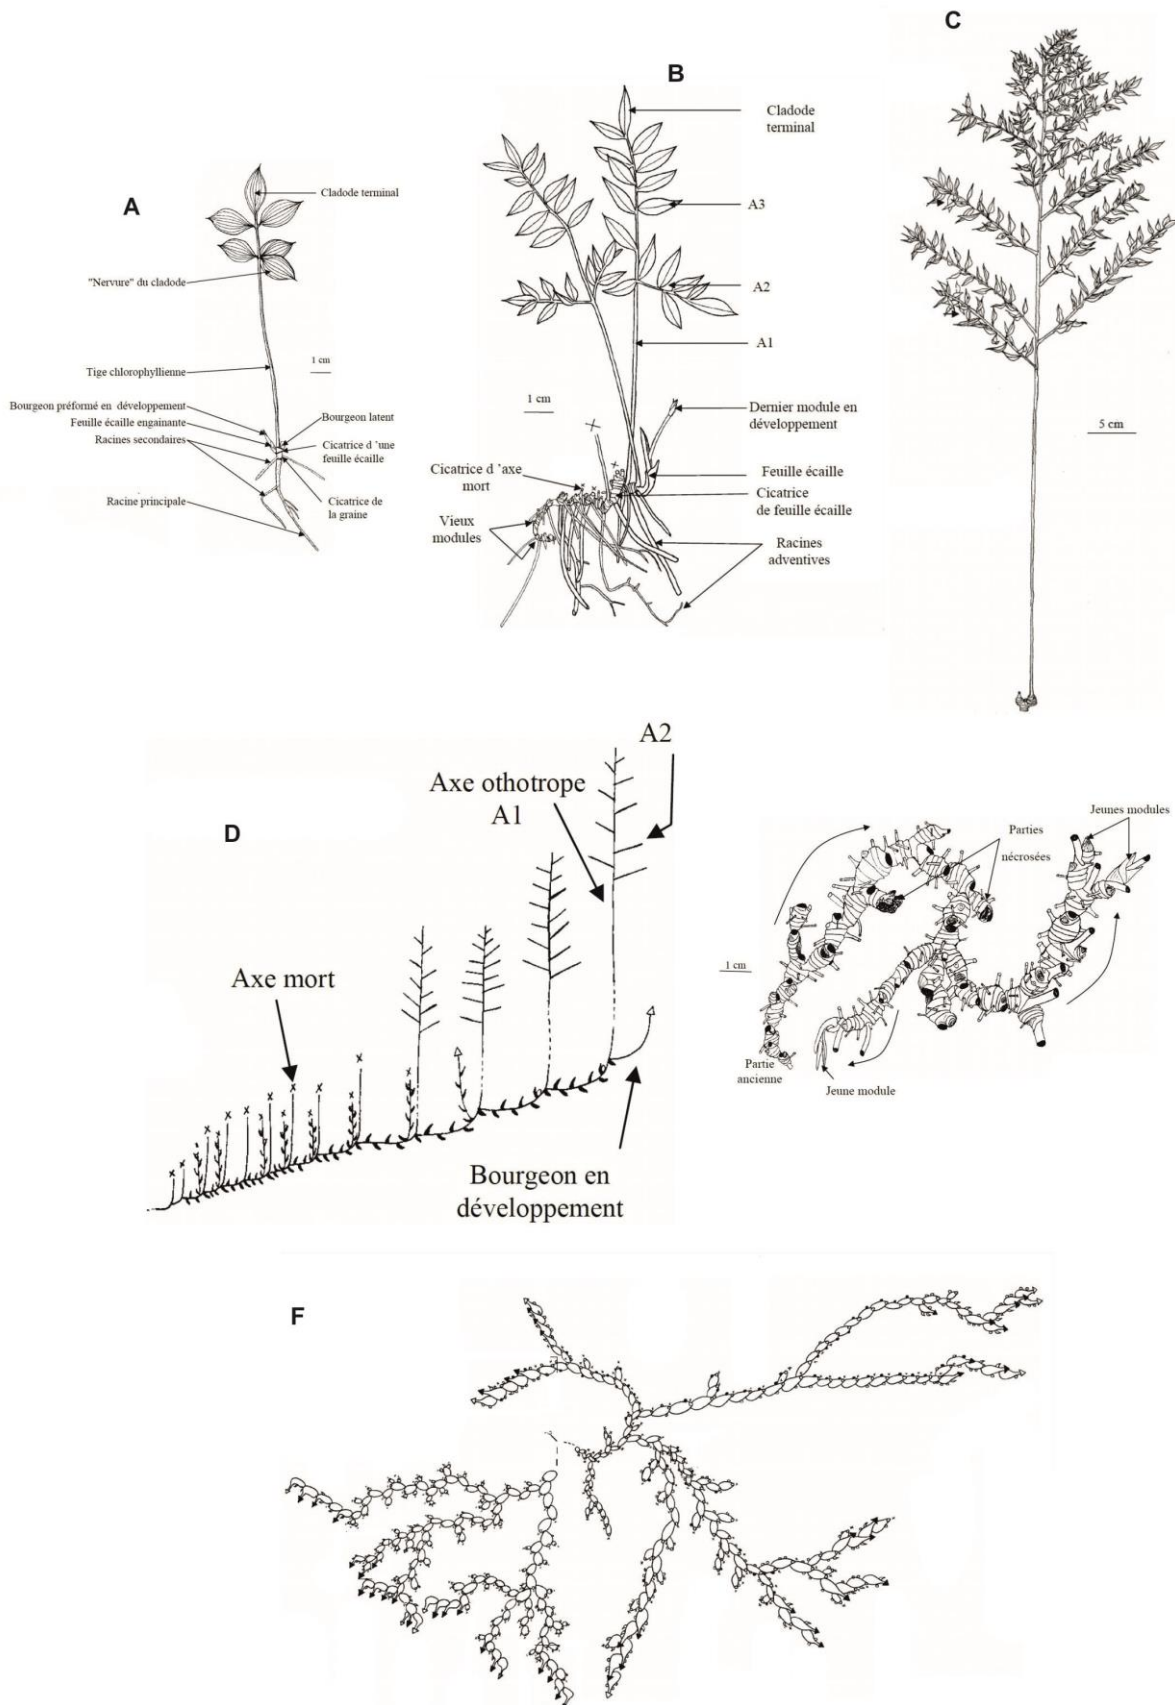 A
Cladode terminal
"Nervure" du cladode
1 cm
Tige chlorophyllienne
Bourgeon préformé en développement
Feuille écaille engainante
Racines secondaires
Racine principale
Bourgeon latent
Cicatrice d 'une
feuille écaille
Cicatrice de
la graine
B
Cladode
terminal
A3
A2
A1
1 cm
Dernier module en
développement
Cicatrice d 'axe
mort
Feuille écaille
Cicatrice
de feuille écaille
Vieux
modules
Racines
adventives
C
5 cm
D
A2
Axe othotrope
A1
Axe mort
Bourgeon en
développement
Jeunes modules
Parties
nécrosées
1 cm
Partie
ancienne
Jeune module
F